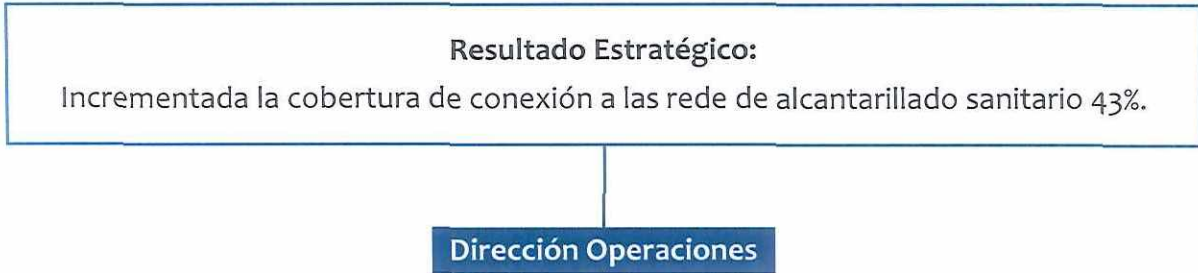 Resultado Estratégico:
Incrementada la cobertura de conexión a las rede de alcantarillado sanitario 43%.
Dirección Operaciones